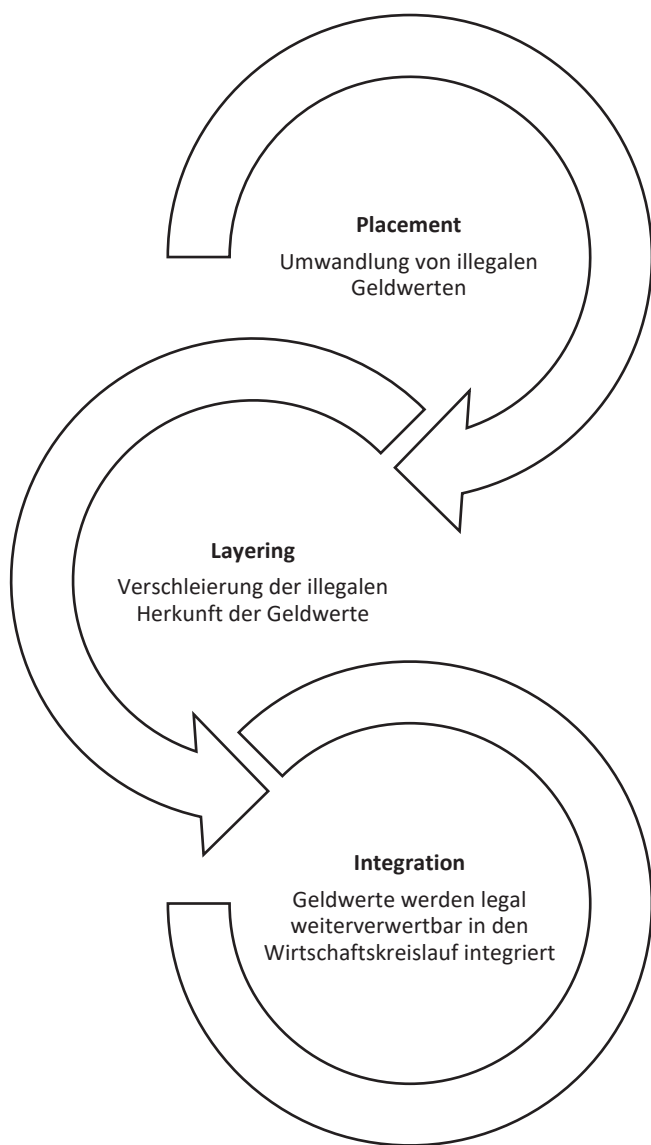 Placement
Umwandlung von illegalen
Geldwerten
Layering
Verschleierung der illegalen
Herkunft der Geldwerte
Integration
Geldwerte werden legal
weiterverwertbar in den
Wirtschaftskreislauf integriert